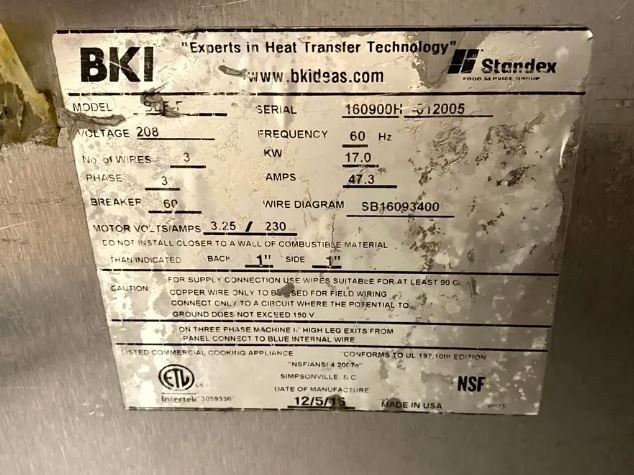 BKI
"Experts in Heat Transfer Technology"
www.bkideas.com
Standex
FOOD SERVICE GROUP
MODEL SERIAL 160900H -012005
VOLTAGE 208 FREQUENCY 60 Hz
No of WIRES 3 KW 17.0
PHASE 3 AMPS 47.3
BREAKER 60 WIRE DIAGRAM SB16093400
MOTOR VOLTS/AMPS 3.25 / 230
DO NOT INSTALL CLOSER TO A WALL OF COMBUSTIBLE MATERIAL
THAN INDICATED BACK 1" SIDE 1"
CAUTION
FOR SUPPLY CONNECTION USE WIRES SUITABLE FOR AT LEAST 90 C
COPPER WIRE ONLY TO BE USED FOR FIELD WIRING
CONNECT ONLY TO A CIRCUIT WHERE THE POTENTIAL TO
GROUND DOES NOT EXCEED 150 V
ON THREE PHASE MACHINE HIGH LEG EXITS FROM
PANEL CONNECT TO BLUE INTERNAL WIRE
LISTED COMMERCIAL COOKING APPLIANCE "CONFORMS TO UL 197,10th EDITION
"NSF/ANSI 4 2007e"
ETL US
Intertek 3059336
SIMPSONVILLE, S C
DATE OF MANUFACTURE
12/5/16
NSF
MADE IN USA